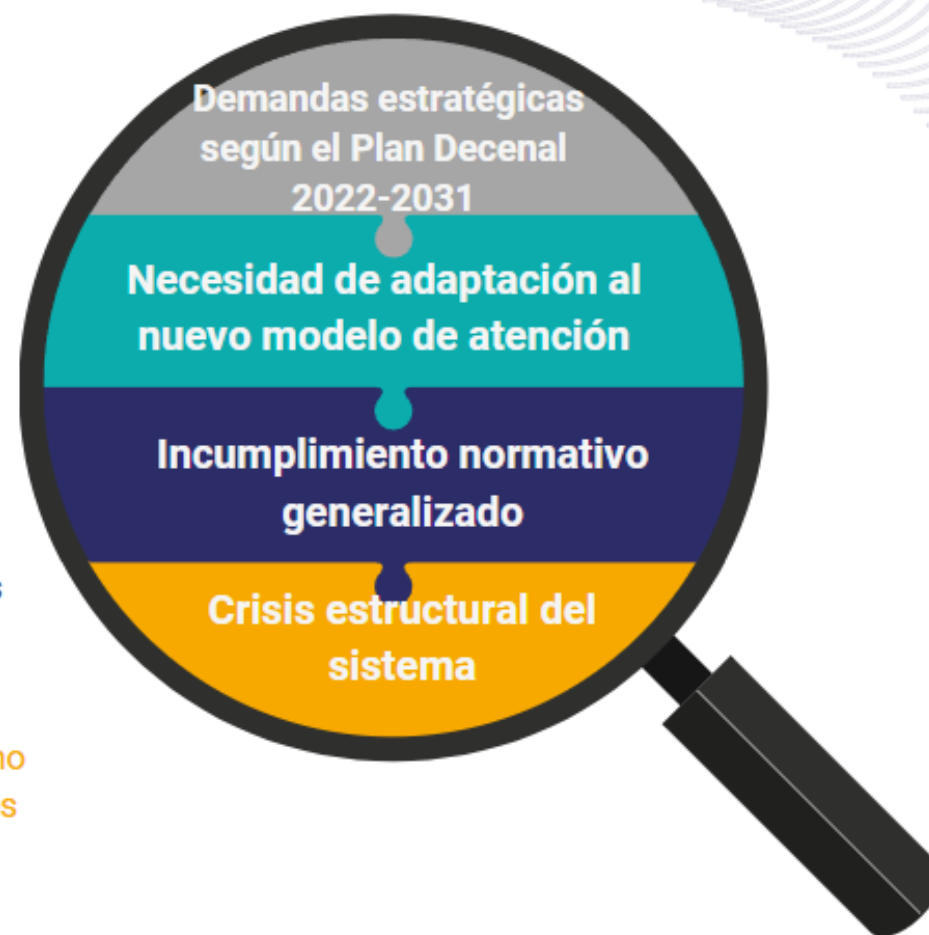 Demandas estratégicas
según el Plan Decenal
2022-2031
Necesidad de adaptación al
nuevo modelo de atención
Incumplimiento normativo
generalizado
Crisis estructural del
sistema